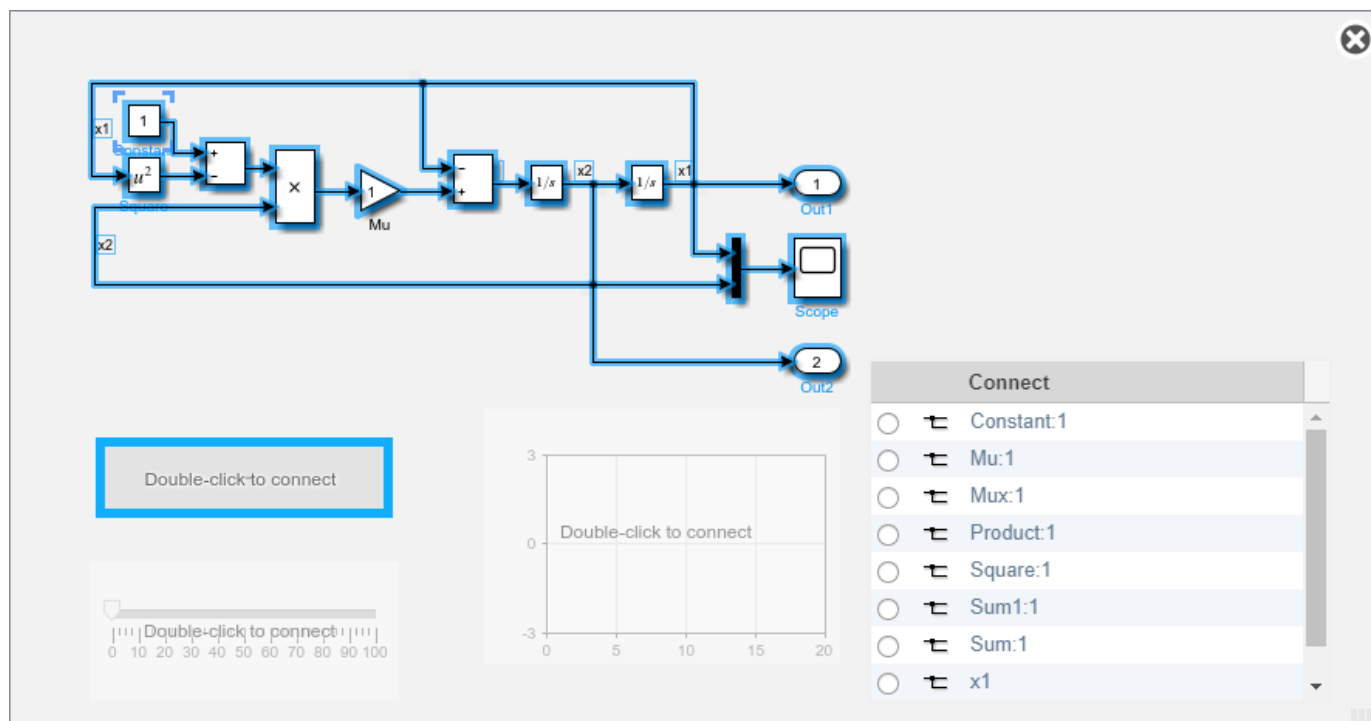 x1
1
Constant
+
−
u²
Square
×
1
Mu
−
+
1/s
x2
1/s
x1
1
Out1
x2
Scope
2
Out2
Connect
Constant:1
Mu:1
Mux:1
Product:1
Square:1
Sum1:1
Sum:1
x1
Double-click to connect
3
0
-3
0 5 10 15 20
Double-click to connect
Double-click to connect
0 10 20 30 40 50 60 70 80 90 100